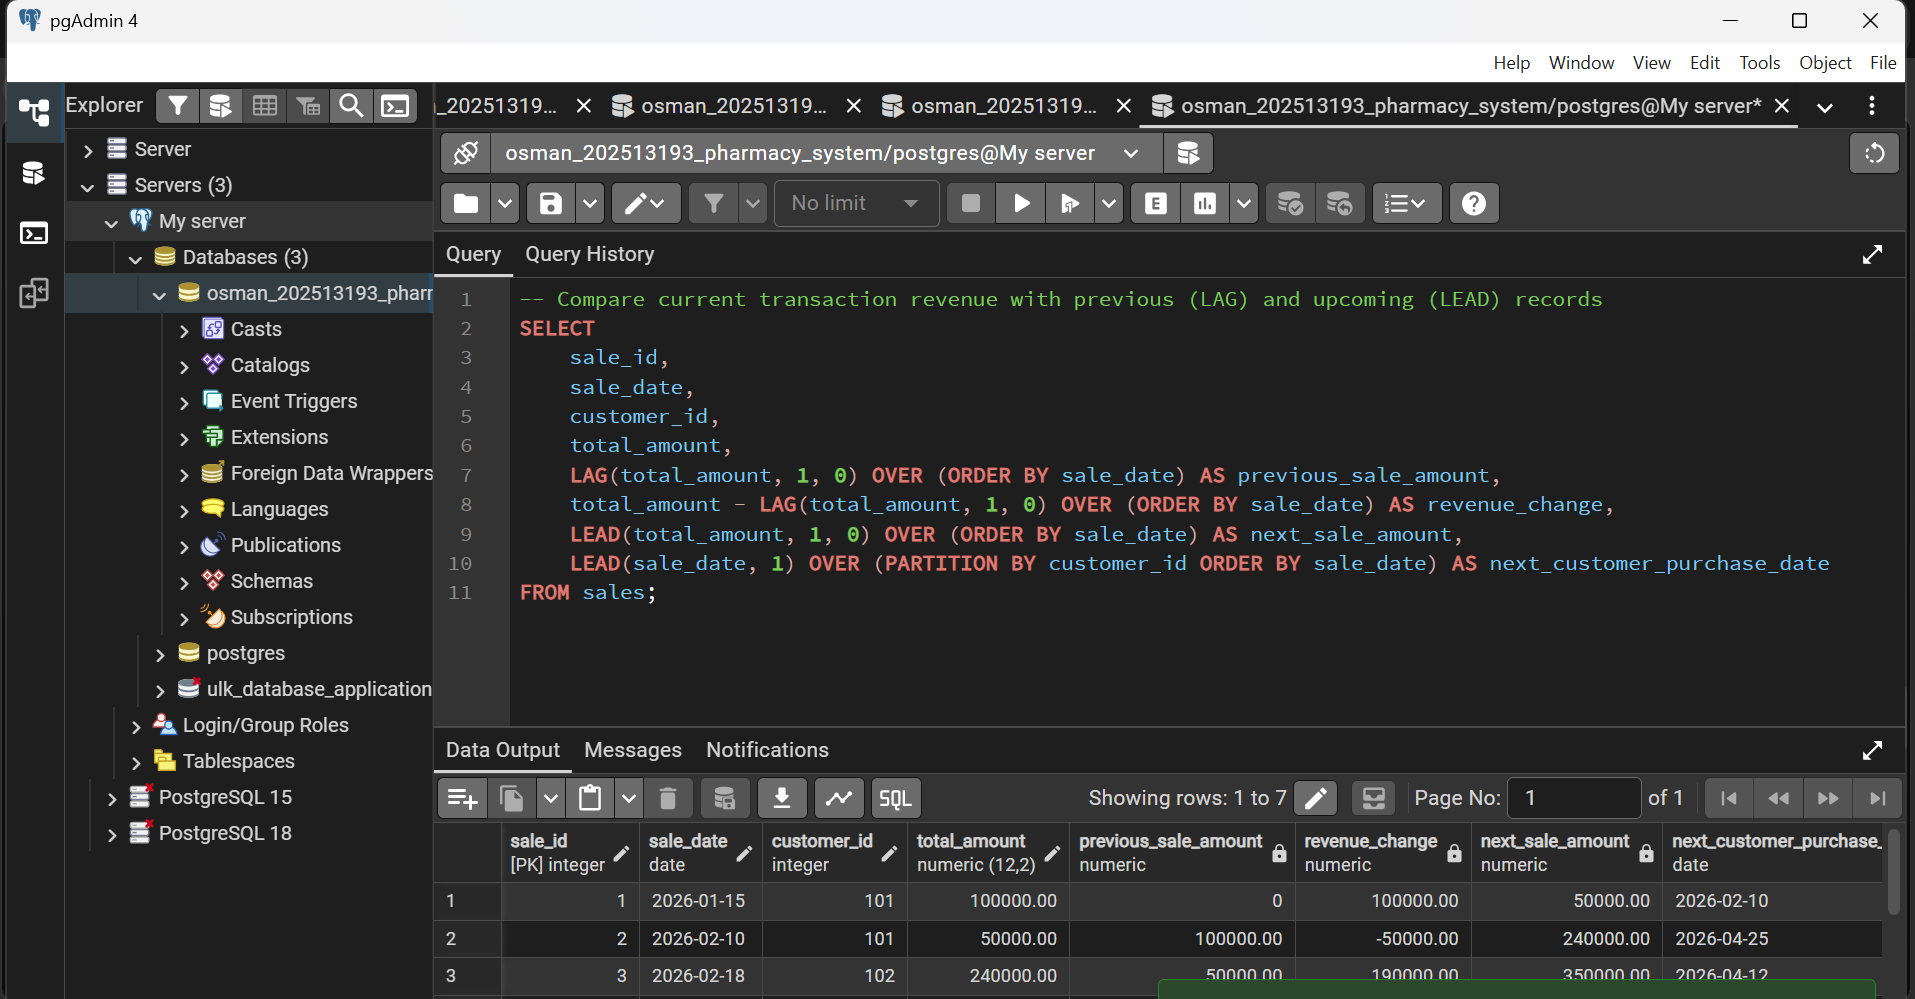 pgAdmin 4
Help Window View Edit Tools Object File
Explorer
_20251319...
osman_20251319...
osman_20251319...
osman_202513193_pharmacy_system/postgres@My server*
osman_202513193_pharmacy_system/postgres@My server
No limit
E
SQL
Server
Servers (3)
My server
Databases (3)
osman_202513193_pharr
Casts
Catalogs
Event Triggers
Extensions
Foreign Data Wrappers
Languages
Publications
Schemas
Subscriptions
postgres
ulk_database_application
Login/Group Roles
Tablespaces
PostgreSQL 15
PostgreSQL 18
Query Query History
1 -- Compare current transaction revenue with previous (LAG) and upcoming (LEAD) records
2 SELECT
3 sale_id,
4 sale_date,
5 customer_id,
6 total_amount,
7 LAG(total_amount, 1, 0) OVER (ORDER BY sale_date) AS previous_sale_amount,
8 total_amount - LAG(total_amount, 1, 0) OVER (ORDER BY sale_date) AS revenue_change,
9 LEAD(total_amount, 1, 0) OVER (ORDER BY sale_date) AS next_sale_amount,
10 LEAD(sale_date, 1) OVER (PARTITION BY customer_id ORDER BY sale_date) AS next_customer_purchase_date
11 FROM sales;
Data Output Messages Notifications
Showing rows: 1 to 7 Page No: 1 of 1
sale_id sale_date customer_id total_amount previous_sale_amount revenue_change next_sale_amount next_customer_purchase_
[PK] integer date integer numeric (12,2) numeric numeric numeric date
1 1 2026-01-15 101 100000.00 0 100000.00 50000.00 2026-02-10
2 2 2026-02-10 101 50000.00 100000.00 -50000.00 240000.00 2026-04-25
3 3 2026-02-18 102 240000.00 50000.00 190000.00 350000.00 2026-04-12